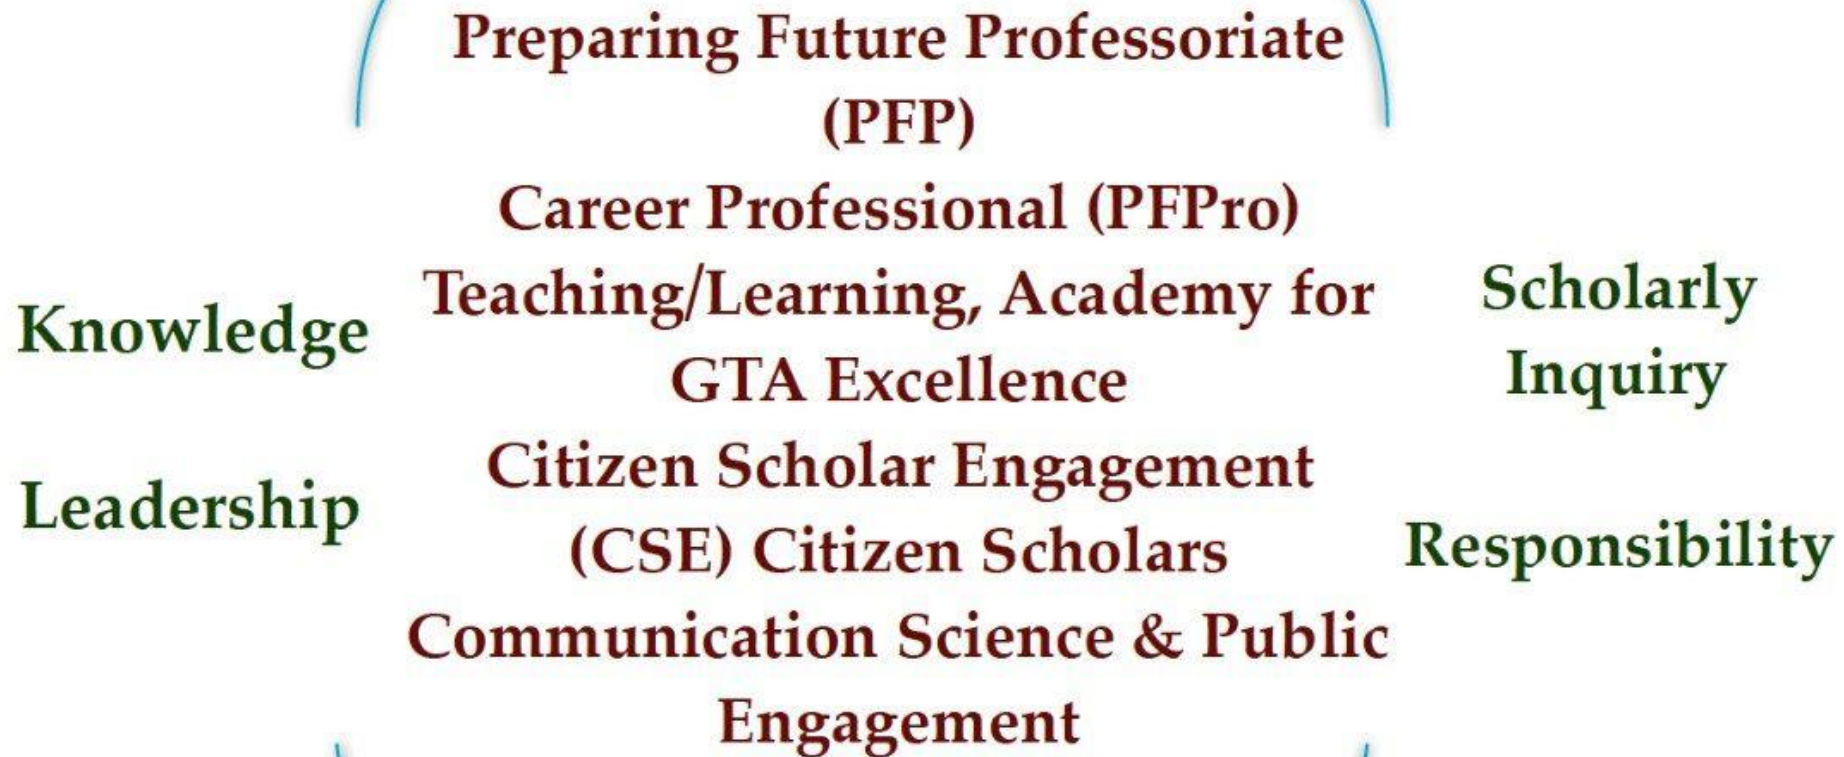 Preparing Future Professoriate
(PFP)
Career Professional (PFPro)
Teaching/Learning, Academy for
GTA Excellence
Citizen Scholar Engagement
(CSE) Citizen Scholars
Communication Science & Public
Engagement
Knowledge
Leadership
Scholarly
Inquiry
Responsibility